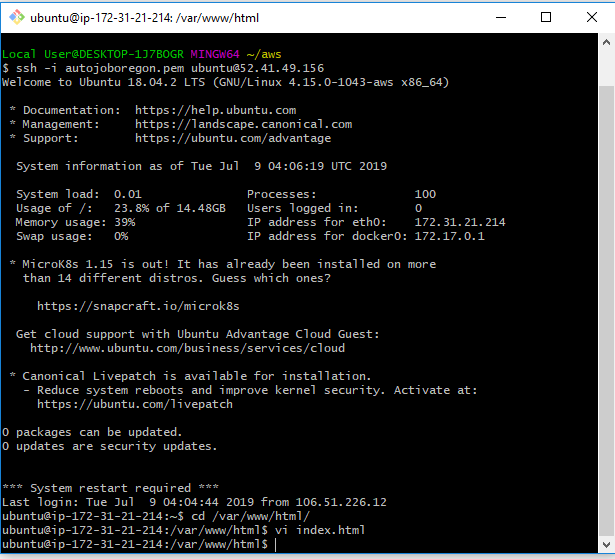 ubuntu@ip-172-31-21-214: /var/www/html
Local User@DESKTOP-1J7BOGR MINGW64 ~/aws
$ ssh -i autojoboregon.pem ubuntu@52.41.49.156
Welcome to Ubuntu 18.04.2 LTS (GNU/Linux 4.15.0-1043-aws x86_64)
* Documentation:  https://help.ubuntu.com
* Management:     https://landscape.canonical.com
* Support:        https://ubuntu.com/advantage
System information as of Tue Jul  9 04:06:19 UTC 2019
System load:  0.01               Processes:              100
Usage of /:   23.8% of 14.48GB   Users logged in:        0
Memory usage: 39%                IP address for eth0:    172.31.21.214
Swap usage:   0%                 IP address for docker0: 172.17.0.1
* MicroK8s 1.15 is out! It has already been installed on more
than 14 different distros. Guess which ones?
https://snapcraft.io/microk8s
Get cloud support with Ubuntu Advantage Cloud Guest:
http://www.ubuntu.com/business/services/cloud
* Canonical Livepatch is available for installation.
- Reduce system reboots and improve kernel security. Activate at:
https://ubuntu.com/livepatch
0 packages can be updated.
0 updates are security updates.
*** System restart required ***
Last login: Tue Jul  9 04:04:44 2019 from 106.51.226.12
ubuntu@ip-172-31-21-214:~$ cd /var/www/html/
ubuntu@ip-172-31-21-214:/var/www/html$ vi index.html
ubuntu@ip-172-31-21-214:/var/www/html$